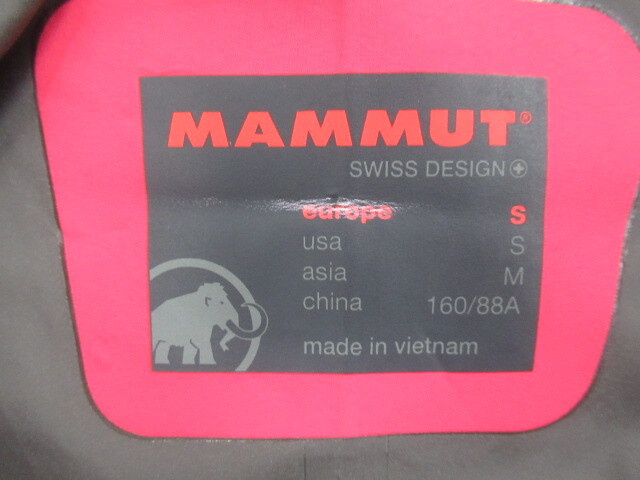 MAMMUT®
SWISS DESIGN
europe S
usa S
asia M
china 160/88A
made in vietnam